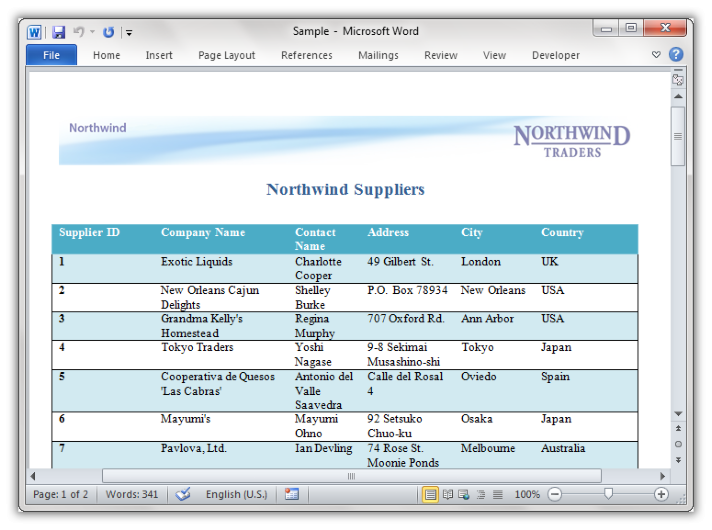 Sample - Microsoft Word
File Home Insert Page Layout References Mailings Review View Developer
Northwind
NORTHWIND
TRADERS
Northwind Suppliers
Supplier ID Company Name Contact Address City Country
Name
1 Exotic Liquids Charlotte 49 Gilbert St. London UK
Cooper
2 New Orleans Cajun Shelley P.O. Box 78934 New Orleans USA
Delights Burke
3 Grandma Kelly's Regina 707 Oxford Rd. Ann Arbor USA
Homestead Murphy
4 Tokyo Traders Yoshi 9-8 Sekimai Tokyo Japan
Nagase Musashino-shi
5 Cooperativa de Quesos Antonio del Calle del Rosal Oviedo Spain
'Las Cabras' Valle 4
Saavedra
6 Mayumi's Mayumi 92 Setsuko Osaka Japan
Ohno Chuo-ku
7 Pavlova, Ltd. Ian Devling 74 Rose St. Melbourne Australia
Moonie Ponds
Page: 1 of 2 Words: 341 English (U.S.) 100%